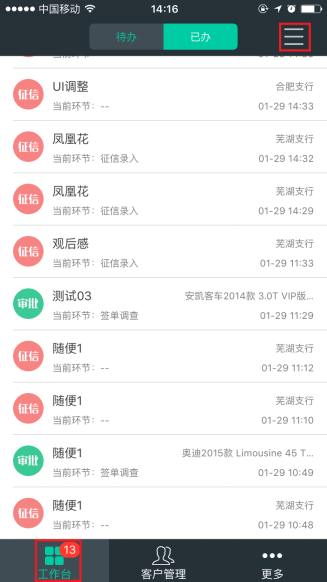 中国移动
14:16
待办
已办
征信
UI调整
合肥支行
当前环节：--
01-29 14:33
征信
凤凰花
芜湖支行
当前环节：征信录入
01-29 14:32
征信
凤凰花
芜湖支行
当前环节：征信录入
01-29 14:29
征信
观后感
芜湖支行
当前环节：征信录入
01-29 11:33
审批
测试03
安凯客车2014款 3.0T VIP版...
当前环节：签单调查
01-29 11:29
征信
随便1
芜湖支行
当前环节：--
01-29 11:12
征信
随便1
芜湖支行
当前环节：--
01-29 11:10
审批
随便1
奥迪2015款 Limousine 45 T...
当前环节：签单调查
01-29 10:49
征信
随便1
芜湖支行
当前环节：--
01-29 10:48
13
工作台
客户管理
更多